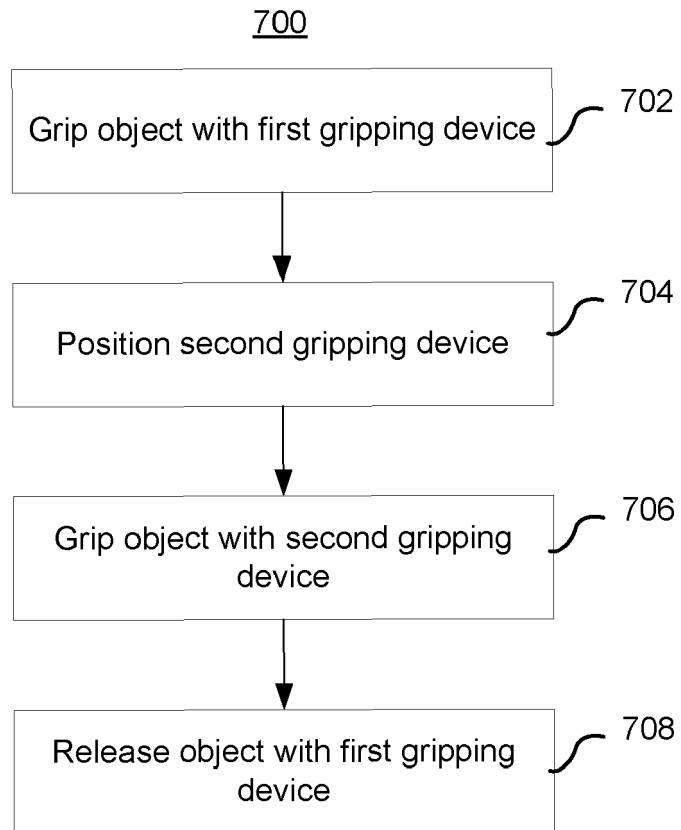 700
Grip object with first gripping device
702
Position second gripping device
704
Grip object with second gripping
device
706
Release object with first gripping
device
708